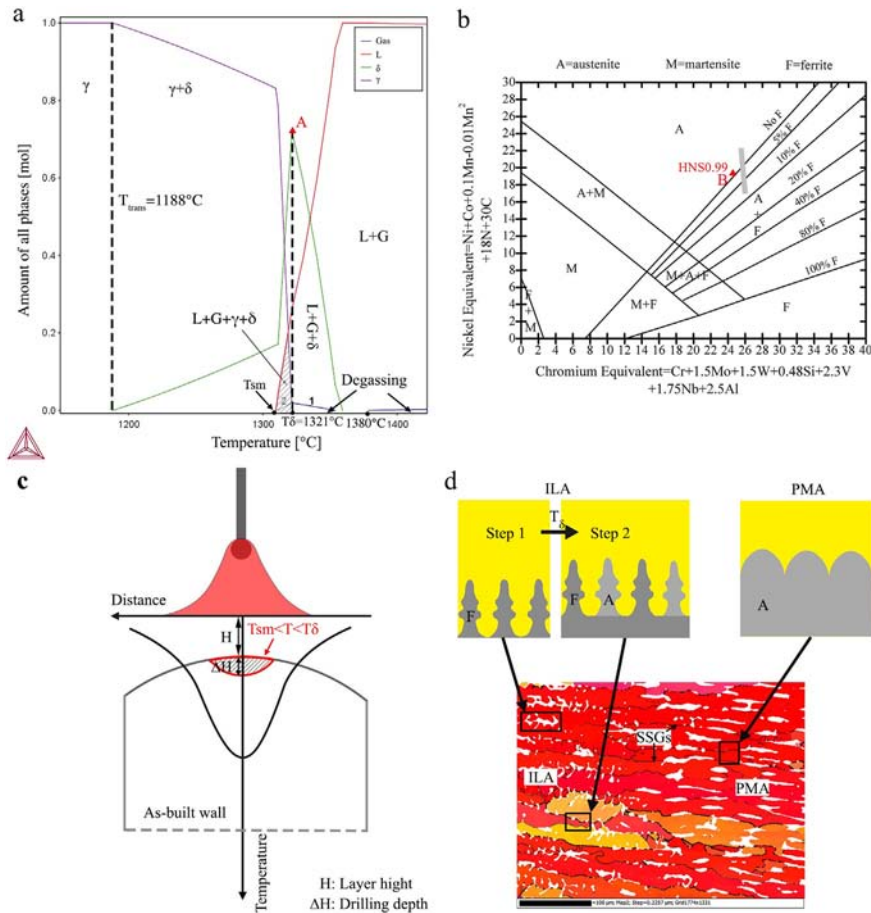 a
Gas
L
δ
γ
1.0
0.8
0.6
0.4
0.2
0.0
Amount of all phases [mol]
γ
γ+δ
A
Ttrans=1188°C
L+G
L+G+γ+δ
L+G+δ
Tsm
2
1
Degassing
Tδ=1321°C
1380°C
1200
1300
1400
Temperature [°C]
b
A=austenite M=martensite F=ferrite
Nickel Equivalent=Ni+Co+0.1Mn-0.01Mn²
+18N+30C
30
28
26
24
22
20
18
16
14
12
10
8
6
4
2
0
A
No F
5% F
10% F
20% F
40% F
80% F
100% F
HNS0.99
B
A+M
A
+
F
M
M+A+F
F
+
M
M+F
F
0 2 4 6 8 10 12 14 16 18 20 22 24 26 28 30 32 34 36 38 40
Chromium Equivalent=Cr+1.5Mo+1.5W+0.48Si+2.3V
+1.75Nb+2.5Al
c
Distance
H
Tsm<T<Tδ
ΔH
As-built wall
Temperature
H: Layer hight
ΔH: Drilling depth
d
ILA
PMA
Step 1
Tδ
Step 2
F
F
A
A
SSGs
ILA
PMA